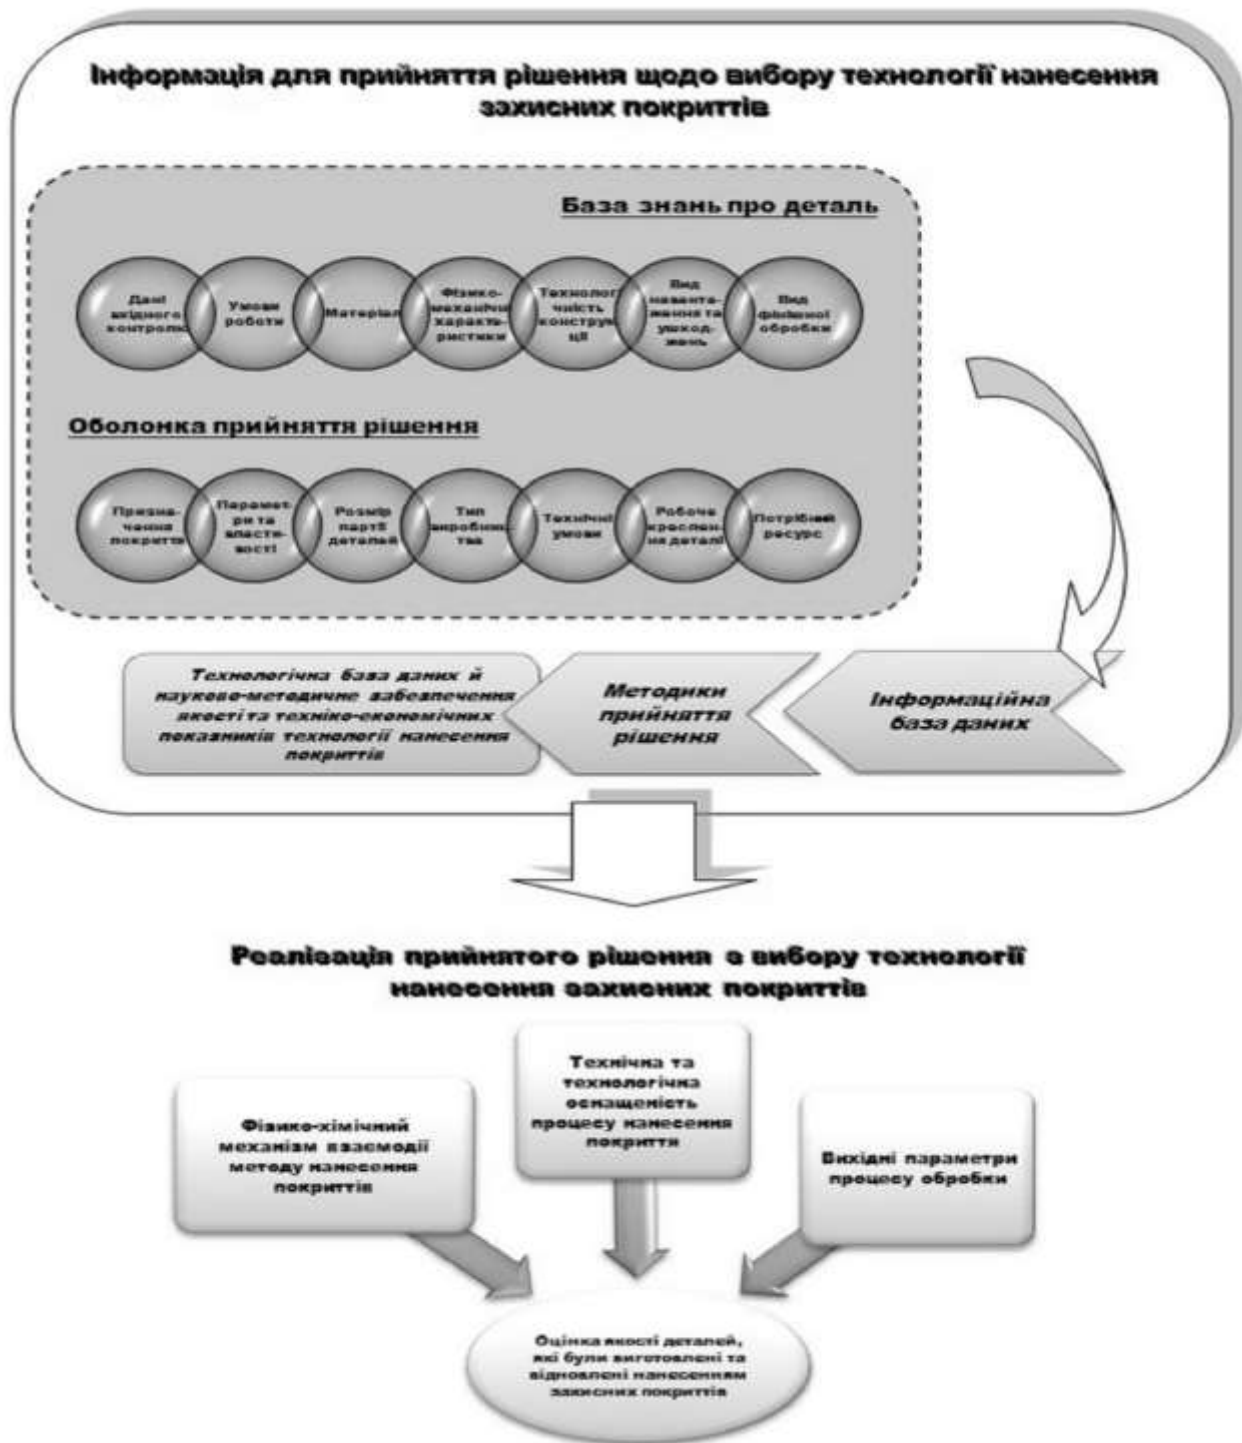 Інформація для прийняття рішення щодо вибору технології нанесення
захисних покриттів
База знань про деталь
Дані
вхідного
контролю
Умови
роботи
Матеріал
Фізико-
механічні
характе-
ристики
Технологі
чність
конструк
ції
Вид
наванта-
ження та
ушкод-
жень
Вид
фінішної
обробки
Оболонка прийняття рішення
Призна-
чення
покриття
Парамет-
ри та
власти-
вості
Розмір
партії
деталей
Тип
виробниц-
тва
Технічні
умови
Робоче
креслен-
ня деталі
Потрібний
ресурс
Технологічна база даних й
науково-методичне забезпечення
якості та техніко-економічних
показників технології нанесення
покриттів
Методики
прийняття
рішення
Інформаційна
база даних
Реалізація прийнятого рішення з вибору технології
нанесення захисних покриттів
Фізико-хімічний
механізм взаємодії
методу нанесення
покриттів
Технічна та
технологічна
оснащеність
процесу нанесення
покриття
Вихідні параметри
процесу обробки
Оцінка якості деталей,
які були виготовлені та
відновлені нанесенням
захисних покриттів